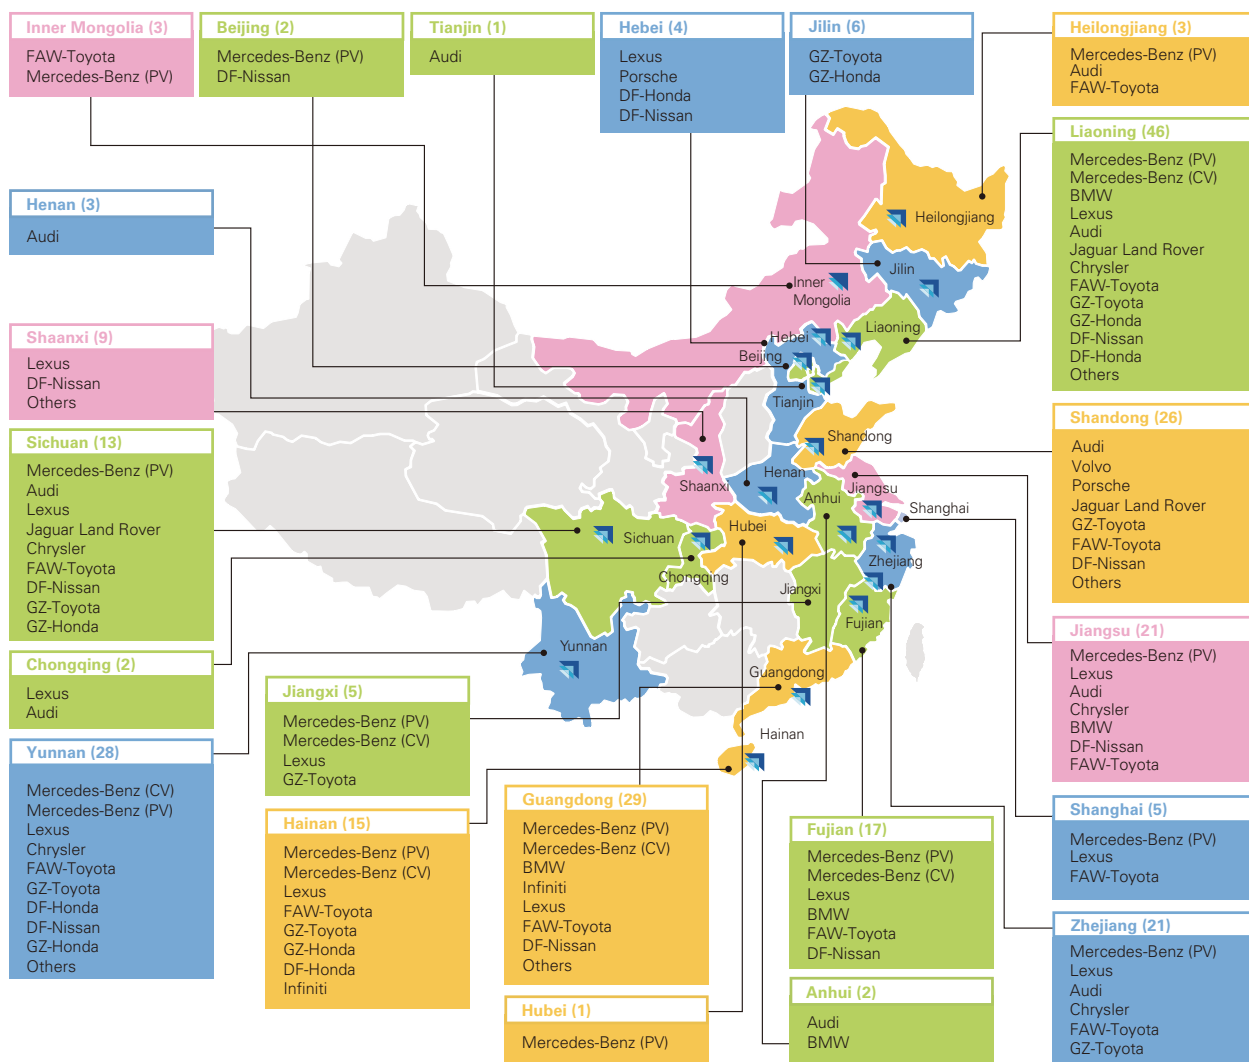 Inner Mongolia (3)
FAW-Toyota
Mercedes-Benz (PV)
Beijing (2)
Mercedes-Benz (PV)
DF-Nissan
Tianjin (1)
Audi
Hebei (4)
Lexus
Porsche
DF-Honda
DF-Nissan
Jilin (6)
GZ-Toyota
GZ-Honda
Heilongjiang (3)
Mercedes-Benz (PV)
Audi
FAW-Toyota
Liaoning (46)
Mercedes-Benz (PV)
Mercedes-Benz (CV)
BMW
Lexus
Audi
Jaguar Land Rover
Chrysler
FAW-Toyota
GZ-Toyota
GZ-Honda
DF-Nissan
DF-Honda
Others
Henan (3)
Audi
Shaanxi (9)
Lexus
DF-Nissan
Others
Sichuan (13)
Mercedes-Benz (PV)
Audi
Lexus
Jaguar Land Rover
Chrysler
FAW-Toyota
DF-Nissan
GZ-Toyota
GZ-Honda
Chongqing (2)
Lexus
Audi
Yunnan (28)
Mercedes-Benz (CV)
Mercedes-Benz (PV)
Lexus
Chrysler
FAW-Toyota
GZ-Toyota
DF-Honda
DF-Nissan
GZ-Honda
Others
Heilongjiang
Jilin
Inner
Mongolia
Liaoning
Hebei
Beijing
Tianjin
Shandong
Henan
Shaanxi
Anhui
Jiangsu
Shanghai
Hubei
Sichuan
Chongqing
Zhejiang
Jiangxi
Fujian
Yunnan
Guangdong
Hainan
Shandong (26)
Audi
Volvo
Porsche
Jaguar Land Rover
GZ-Toyota
FAW-Toyota
DF-Nissan
Others
Jiangsu (21)
Mercedes-Benz (PV)
Lexus
Audi
Chrysler
BMW
DF-Nissan
FAW-Toyota
Shanghai (5)
Mercedes-Benz (PV)
Lexus
FAW-Toyota
Zhejiang (21)
Mercedes-Benz (PV)
Lexus
Audi
Chrysler
FAW-Toyota
GZ-Toyota
Jiangxi (5)
Mercedes-Benz (PV)
Mercedes-Benz (CV)
Lexus
GZ-Toyota
Hainan (15)
Mercedes-Benz (PV)
Mercedes-Benz (CV)
Lexus
FAW-Toyota
GZ-Toyota
GZ-Honda
DF-Honda
Infiniti
Guangdong (29)
Mercedes-Benz (PV)
Mercedes-Benz (CV)
BMW
Infiniti
Lexus
FAW-Toyota
DF-Nissan
Others
Hubei (1)
Mercedes-Benz (PV)
Fujian (17)
Mercedes-Benz (PV)
Mercedes-Benz (CV)
Lexus
BMW
FAW-Toyota
DF-Nissan
Anhui (2)
Audi
BMW